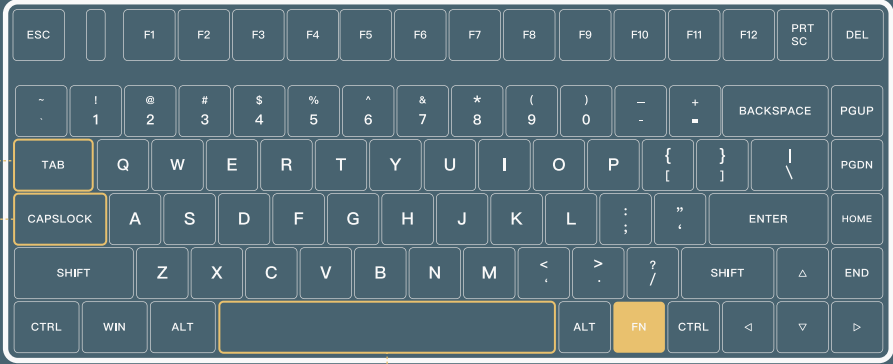 ESC F1 F2 F3 F4 F5 F6 F7 F8 F9 F10 F11 F12 PRT SC DEL
~ ! @ # $ % ^ & * ( ) — +
` 1 2 3 4 5 6 7 8 9 0 - = BACKSPACE PGUP
TAB Q W E R T Y U I O P { [ } ] | \ PGDN
CAPSLOCK A S D F G H J K L : ; ” ‘ ENTER HOME
SHIFT Z X C V B N M < ‘ > · ? / SHIFT △ END
CTRL WIN ALT ALT FN CTRL ◁ ▽ ▷